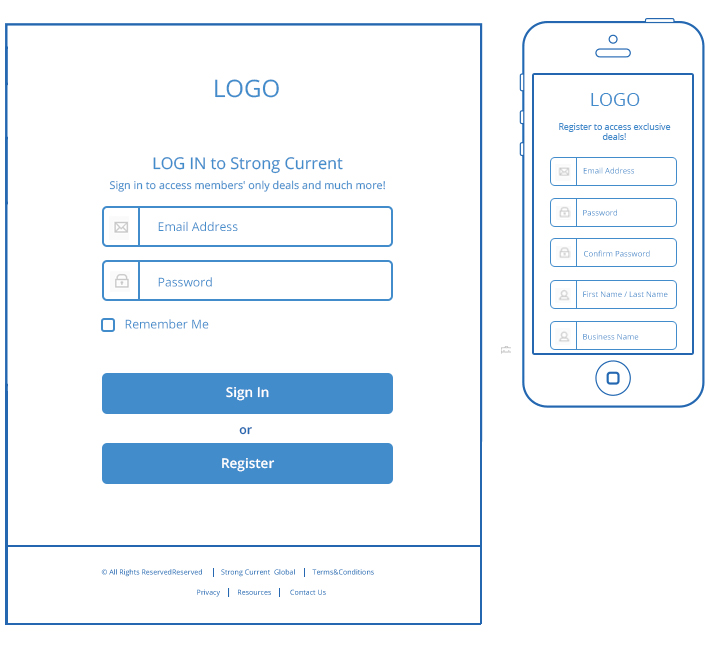 LOGO
LOG IN to Strong Current
Sign in to access members' only deals and much more!
Email Address
Password
Remember Me
Sign In
or
Register
© All Rights ReservedReserved | Strong Current Global | Terms&Conditions
Privacy | Resources | Contact Us
LOGO
Register to access exclusive
deals!
Email Address
Password
Confirm Password
First Name / Last Name
Business Name